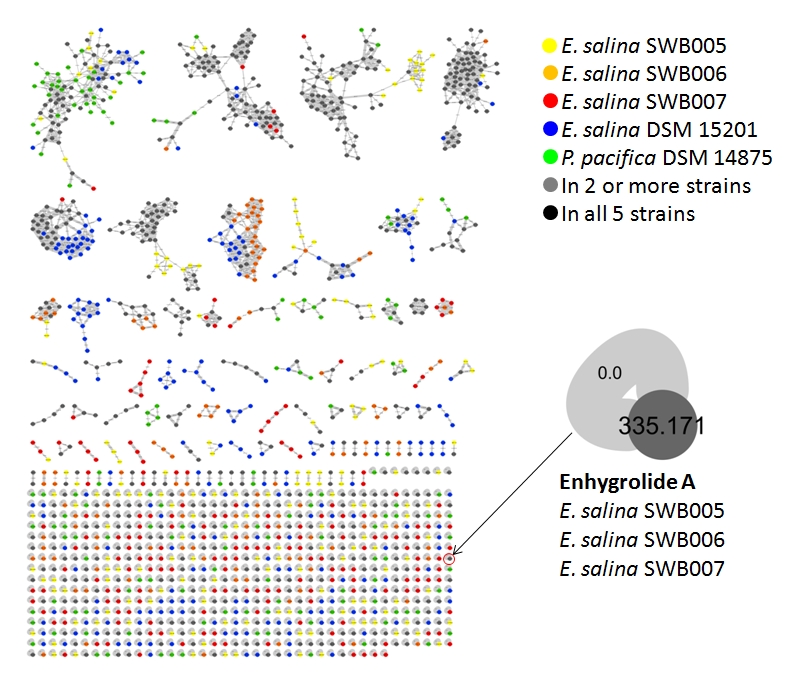 E. salina SWB005
E. salina SWB006
E. salina SWB007
E. salina DSM 15201
P. pacifica DSM 14875
In 2 or more strains
In all 5 strains
0.0
335.171
Enhygrolide A
E. salina SWB005
E. salina SWB006
E. salina SWB007